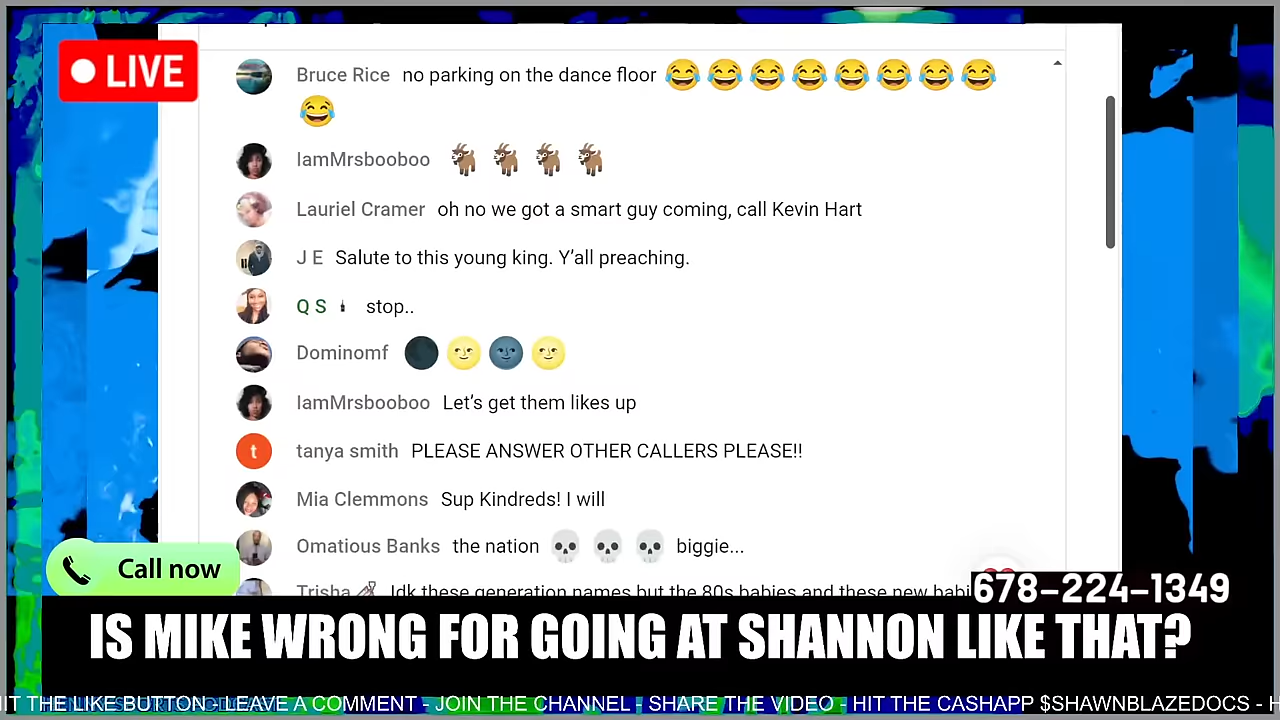 LIVE
Bruce Rice no parking on the dance floor 😂😂😂😂😂😂😂😂
😂
IamMrsbooboo 🐐🐐🐐🐐
Lauriel Cramer oh no we got a smart guy coming, call Kevin Hart
J E Salute to this young king. Y'all preaching.
Q S stop..
Dominomf 🌑🌝🌚🌝
IamMrsbooboo Let's get them likes up
tanya smith PLEASE ANSWER OTHER CALLERS PLEASE!!
t
Mia Clemmons Sup Kindreds! I will
Omatious Banks the nation 💀💀💀 biggie...
Trisha Idk these generation names but the 80s babies and these new babi
Call now
678-224-1349
IS MIKE WRONG FOR GOING AT SHANNON LIKE THAT?
IT THE LIKE BUTTON - LEAVE A COMMENT - JOIN THE CHANNEL - SHARE THE VIDEO - HIT THE CASHAPP $SHAWNBLAZEDOCS - H